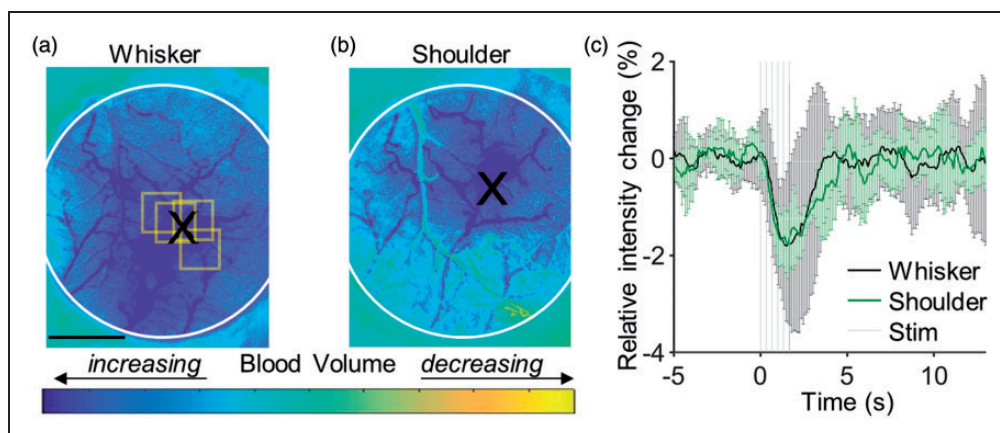 (a)
Whisker
X
(b)
Shoulder
X
increasing Blood Volume decreasing
(c)
Relative intensity change (%)
2
0
-2
-4
Whisker
Shoulder
Stim
-5 0 5 10
Time (s)